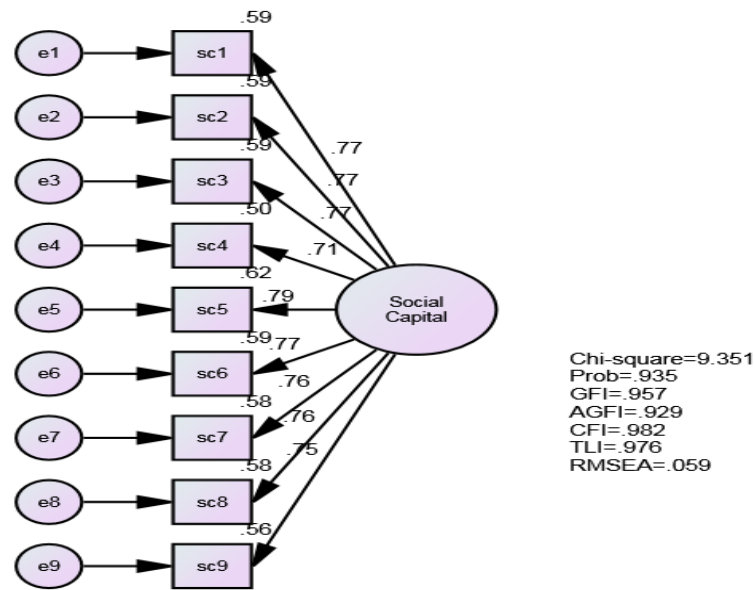 .59
e1
sc1
.59
e2
sc2
.77
.59
e3
sc3
.77
.50
.77
e4
sc4
.71
.62
e5
sc5
.79
Social
Capital
.59
e6
sc6
.77
.76
.58
e7
sc7
.76
.58
.75
e8
sc8
.56
e9
sc9
Chi-square=9.351
Prob=.935
GFI=.957
AGFI=.929
CFI=.982
TLI=.976
RMSEA=.059